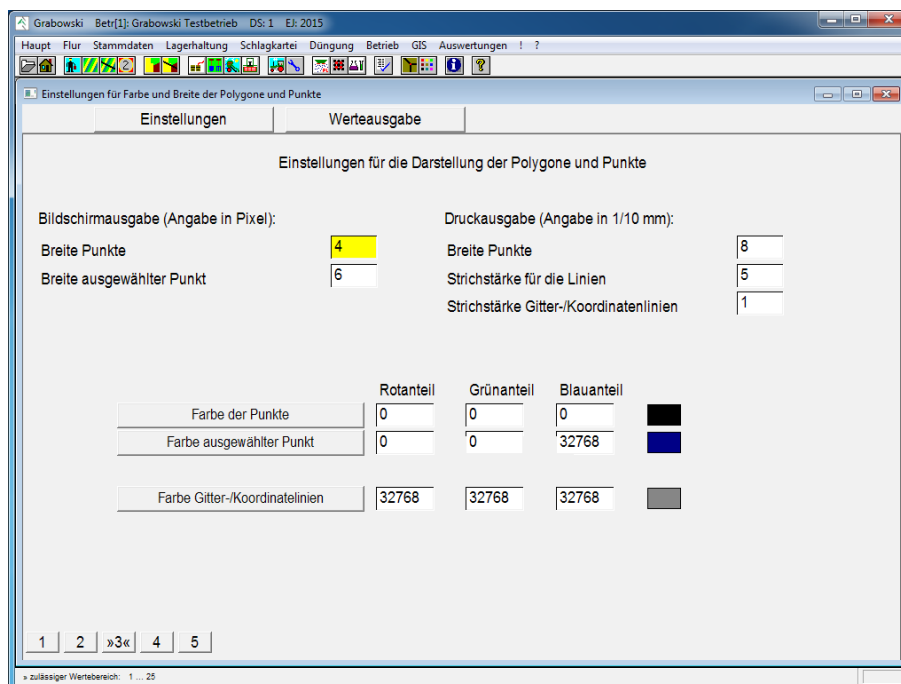 Grabowski Betr[1]: Grabowski Testbetrieb DS: 1 EJ: 2015
Haupt Flur Stammdaten Lagerhaltung Schlagkartei Düngung Betrieb GIS Auswertungen ! ?
Einstellungen für Farbe und Breite der Polygone und Punkte
Einstellungen Werteausgabe
Einstellungen für die Darstellung der Polygone und Punkte
Bildschirmausgabe (Angabe in Pixel): Druckausgabe (Angabe in 1/10 mm):
Breite Punkte 4 Breite Punkte 8
Breite ausgewählter Punkt 6 Strichstärke für die Linien 5
Strichstärke Gitter-/Koordinatenlinien 1
Rotanteil Grünanteil Blauanteil
Farbe der Punkte 0 0 0
Farbe ausgewählter Punkt 0 0 32768
Farbe Gitter-/Koordinatelinien 32768 32768 32768
1 2 »3« 4 5
» zulässiger Wertebereich: 1 ... 25